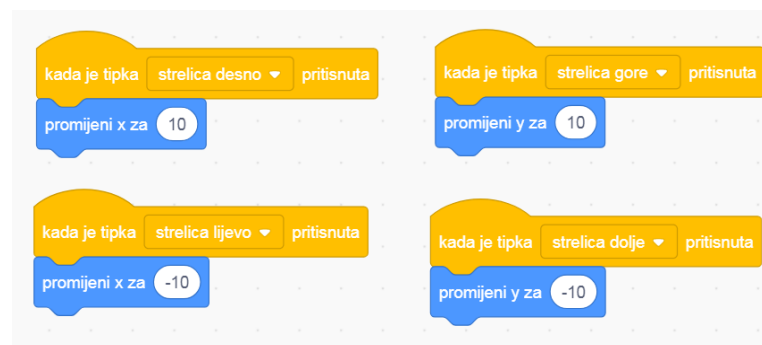 kada je tipka strelica desno pritisnuta
promijeni x za 10
kada je tipka strelica gore pritisnuta
promijeni y za 10
kada je tipka strelica lijevo pritisnuta
promijeni x za -10
kada je tipka strelica dolje pritisnuta
promijeni y za -10